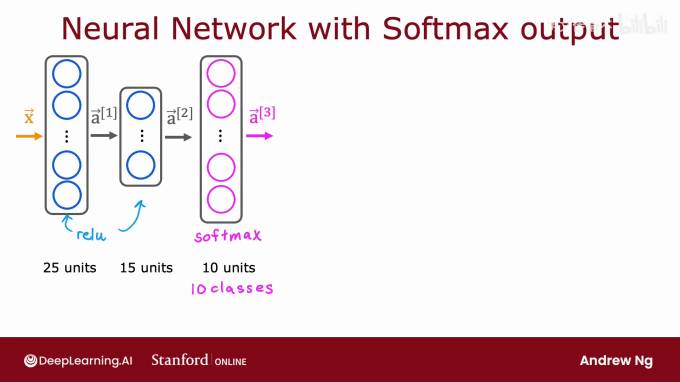 Neural Network with Softmax output
x⃗ a⃗[1] a⃗[2] a⃗[3]
relu
softmax
25 units 15 units 10 units
10 classes
DeepLearning.AI Stanford ONLINE Andrew Ng
bilibili